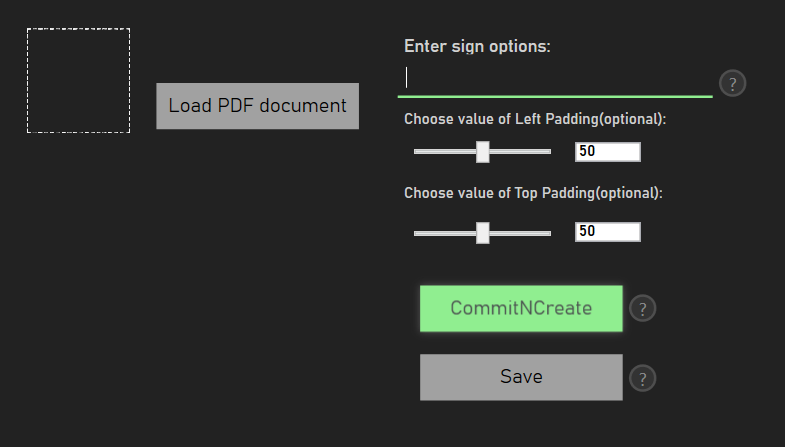 Enter sign options:
?
Load PDF document
Choose value of Left Padding(optional):
50
Choose value of Top Padding(optional):
50
CommitNCreate
?
Save
?